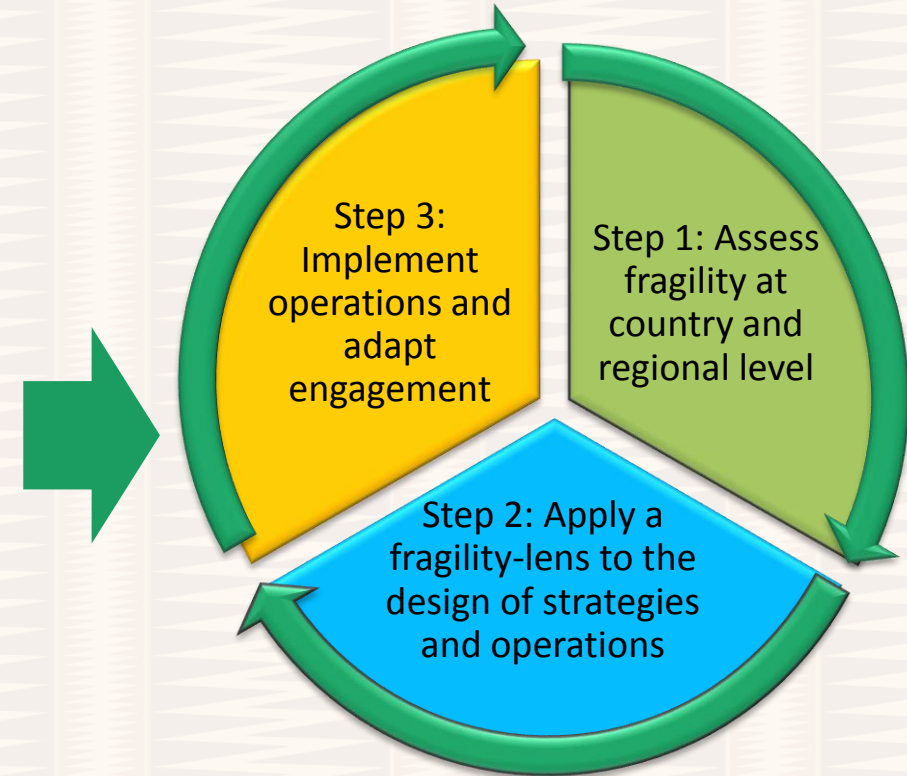 Step 1: Assess
fragility at
country and
regional level
Step 2: Apply a
fragility-lens to the
design of strategies
and operations
Step 3:
Implement
operations and
adapt
engagement